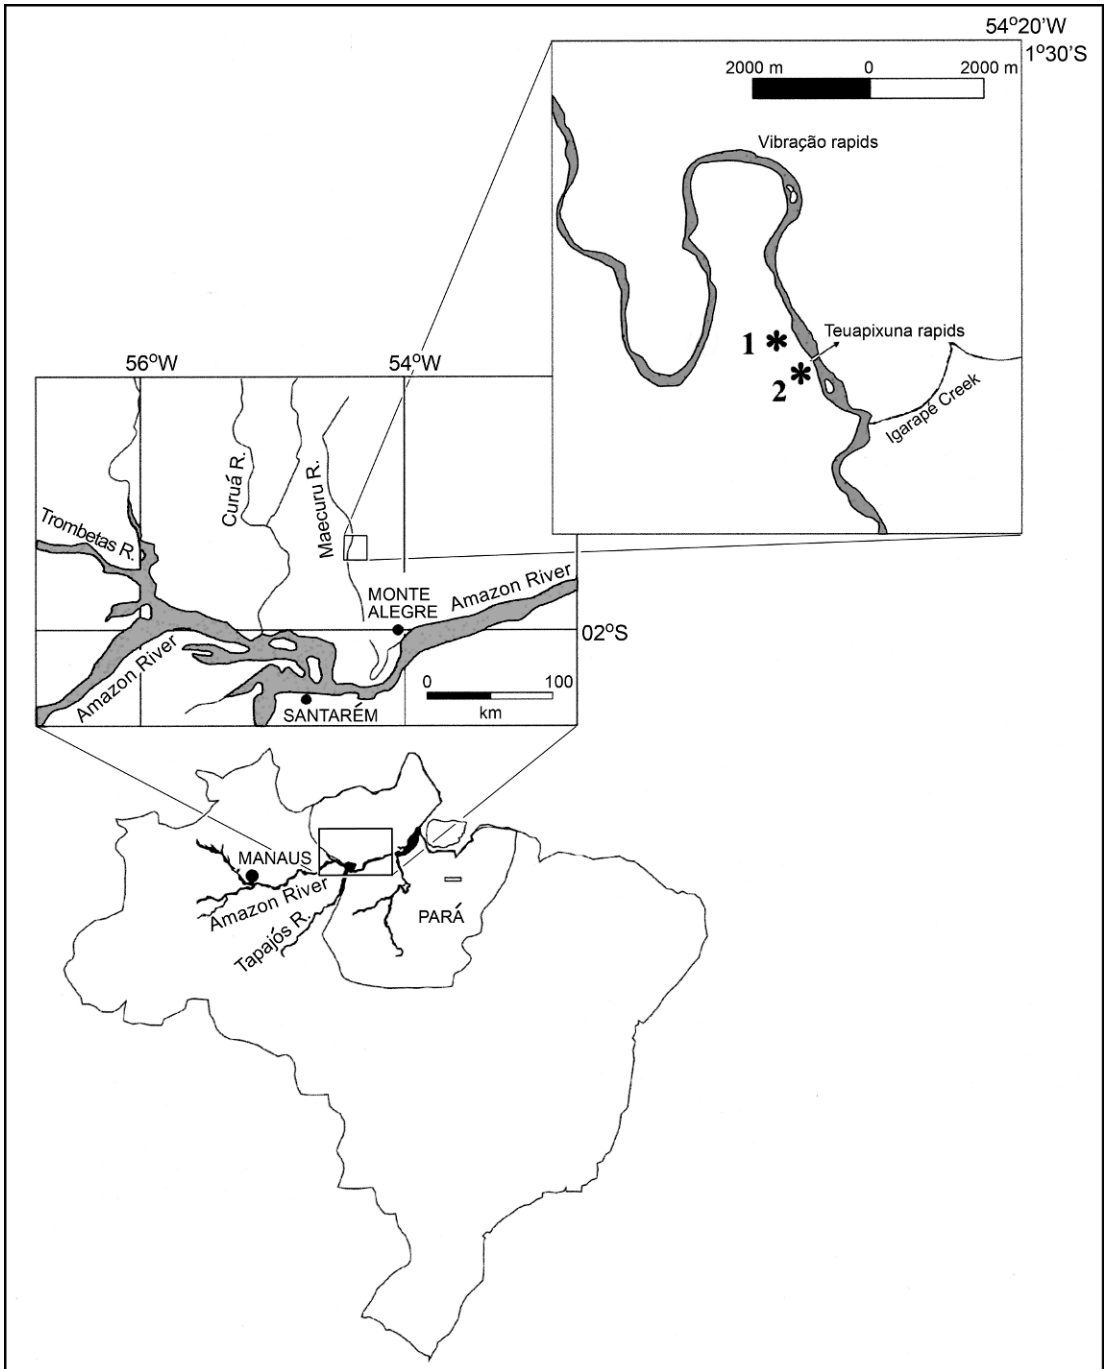 54°20'W
1°30'S
2000 m 0 2000 m
Vibração rapids
Teuapixuna rapids
1 *
2 *
Igarapé Creek
56°W
54°W
Curuá R.
Maecuru R.
Trombetas R.
MONTE
ALEGRE
Amazon River
02°S
Amazon River
0 100
km
SANTARÉM
MANAUS
Amazon River
Tapajós R.
PARÁ